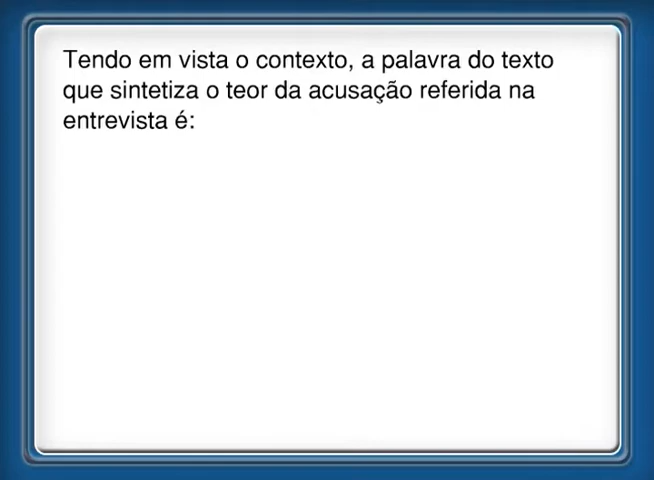 Tendo em vista o contexto, a palavra do texto
que sintetiza o teor da acusação referida na
entrevista é: